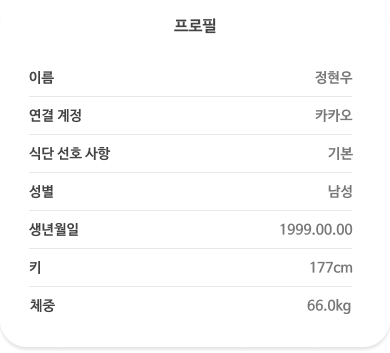 프로필
이름 정현우
연결 계정 카카오
식단 선호 사항 기본
성별 남성
생년월일 1999.00.00
키 177cm
체중 66.0kg